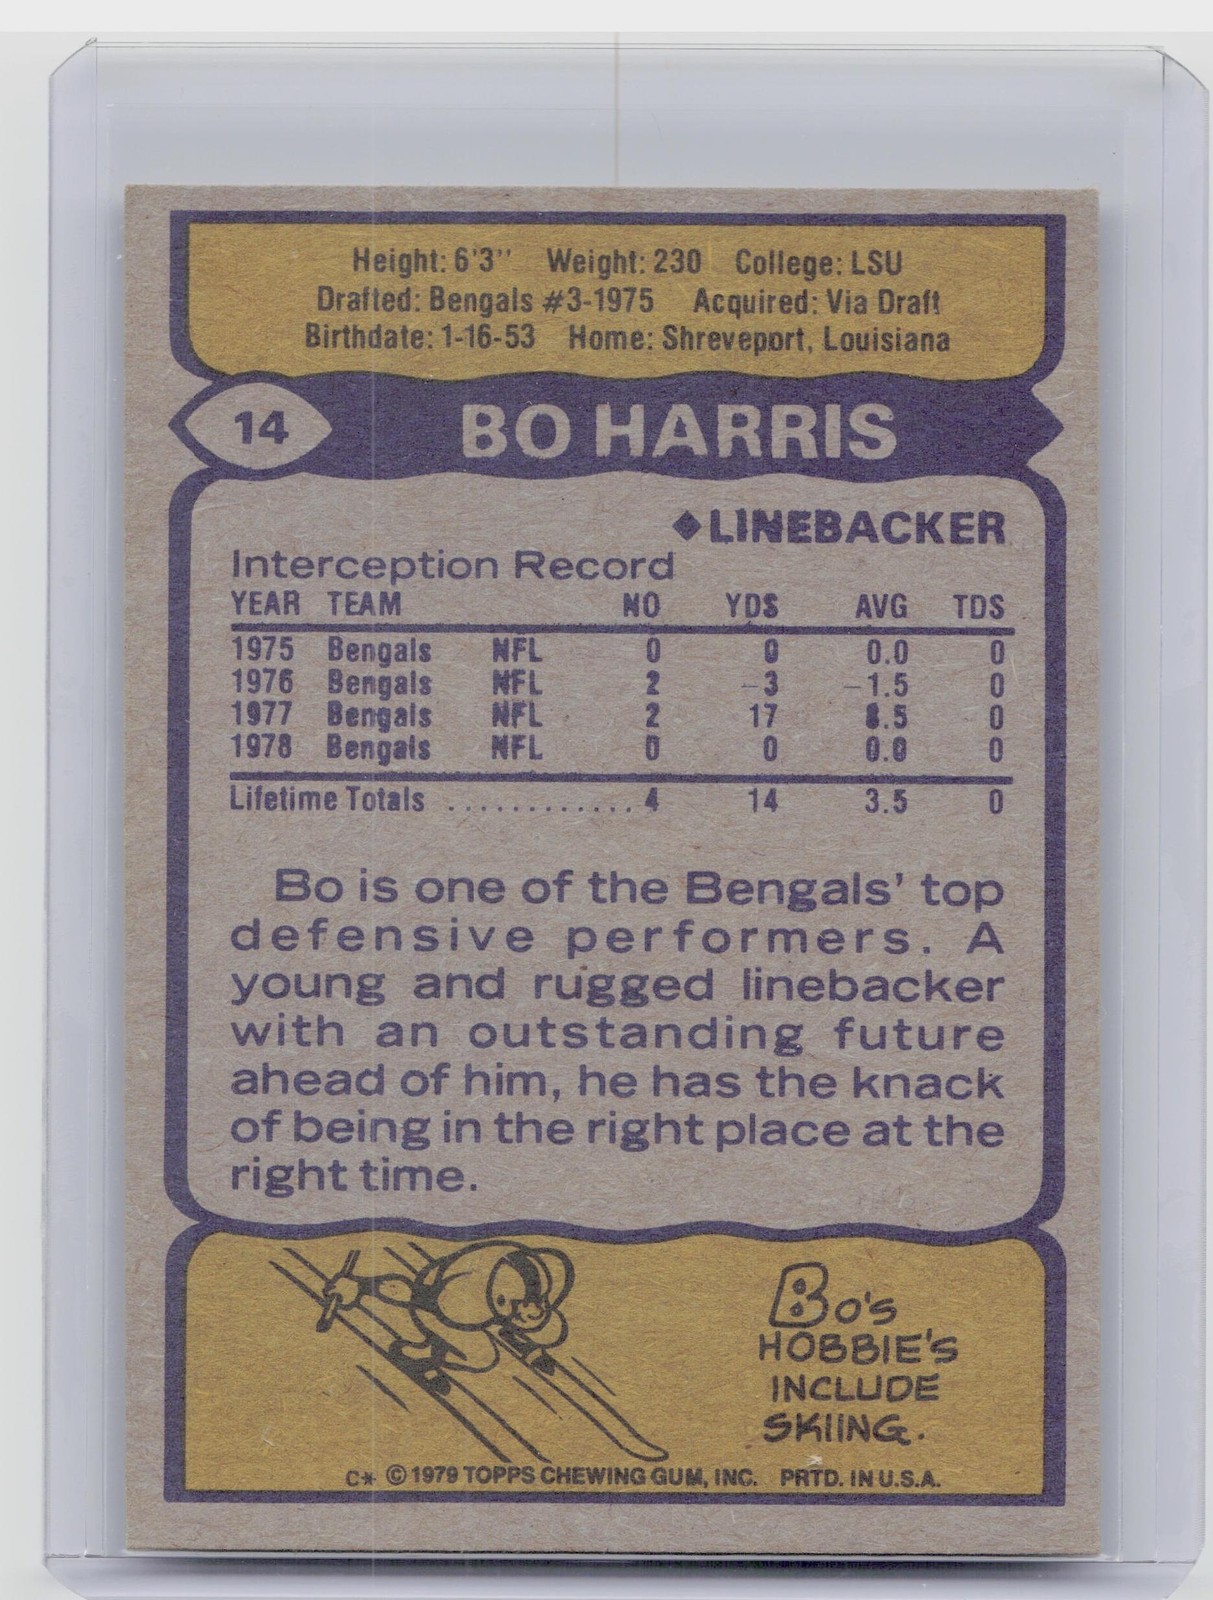 Height: 6'3'' Weight: 230 College: LSU
Drafted: Bengals #3-1975 Acquired: Via Draft
Birthdate: 1-16-53 Home: Shreveport, Louisiana
14 BO HARRIS
◆LINEBACKER
Interception Record
YEAR TEAM NO YDS AVG TDS
1975 Bengals NFL 0 0 0.0 0
1976 Bengals NFL 2 –3 –1.5 0
1977 Bengals NFL 2 17 8.5 0
1978 Bengals NFL 0 0 0.0 0
Lifetime Totals ............. 4 14 3.5 0
Bo is one of the Bengals' top
defensive performers. A
young and rugged linebacker
with an outstanding future
ahead of him, he has the knack
of being in the right place at the
right time.
BO'S
HOBBIE'S
INCLUDE
SKIING.
C* © 1979 TOPPS CHEWING GUM, INC. PRTD. IN U.S.A.